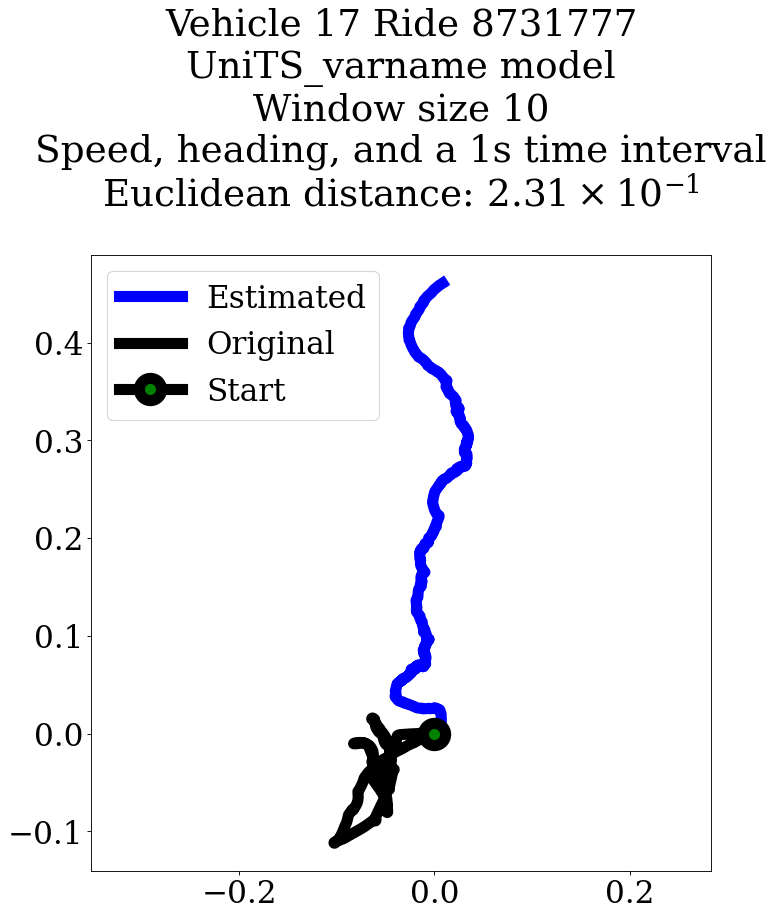 Vehicle 17 Ride 8731777
UniTS_varname model
Window size 10
Speed, heading, and a 1s time interval
Euclidean distance: 2.31 × 10⁻¹
Estimated
Original
Start
0.4
0.3
0.2
0.1
0.0
−0.1
−0.2 0.0 0.2